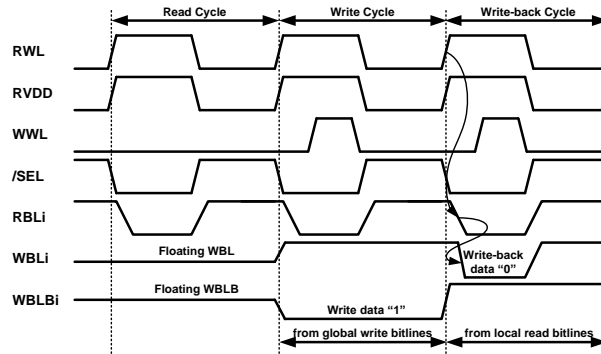 Read Cycle Write Cycle Write-back Cycle
RWL
RVDD
WWL
/SEL
RBLi
WBLi Floating WBL Write-back
data “0”
WBLBi Floating WBLB Write data “1”
from global write bitlines from local read bitlines